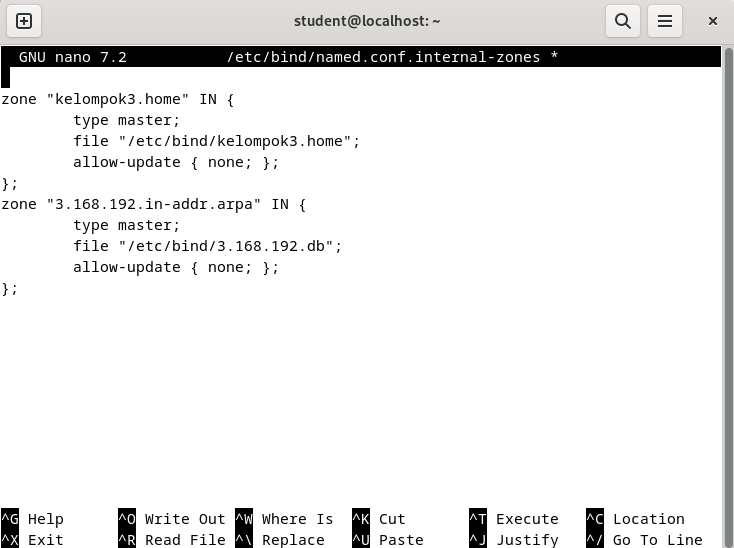 student@localhost: ~
GNU nano 7.2 /etc/bind/named.conf.internal-zones *
zone "kelompok3.home" IN {
        type master;
        file "/etc/bind/kelompok3.home";
        allow-update { none; };
};
zone "3.168.192.in-addr.arpa" IN {
        type master;
        file "/etc/bind/3.168.192.db";
        allow-update { none; };
};
^G Help ^O Write Out ^W Where Is ^K Cut ^T Execute ^C Location
^X Exit ^R Read File ^\ Replace ^U Paste ^J Justify ^/ Go To Line